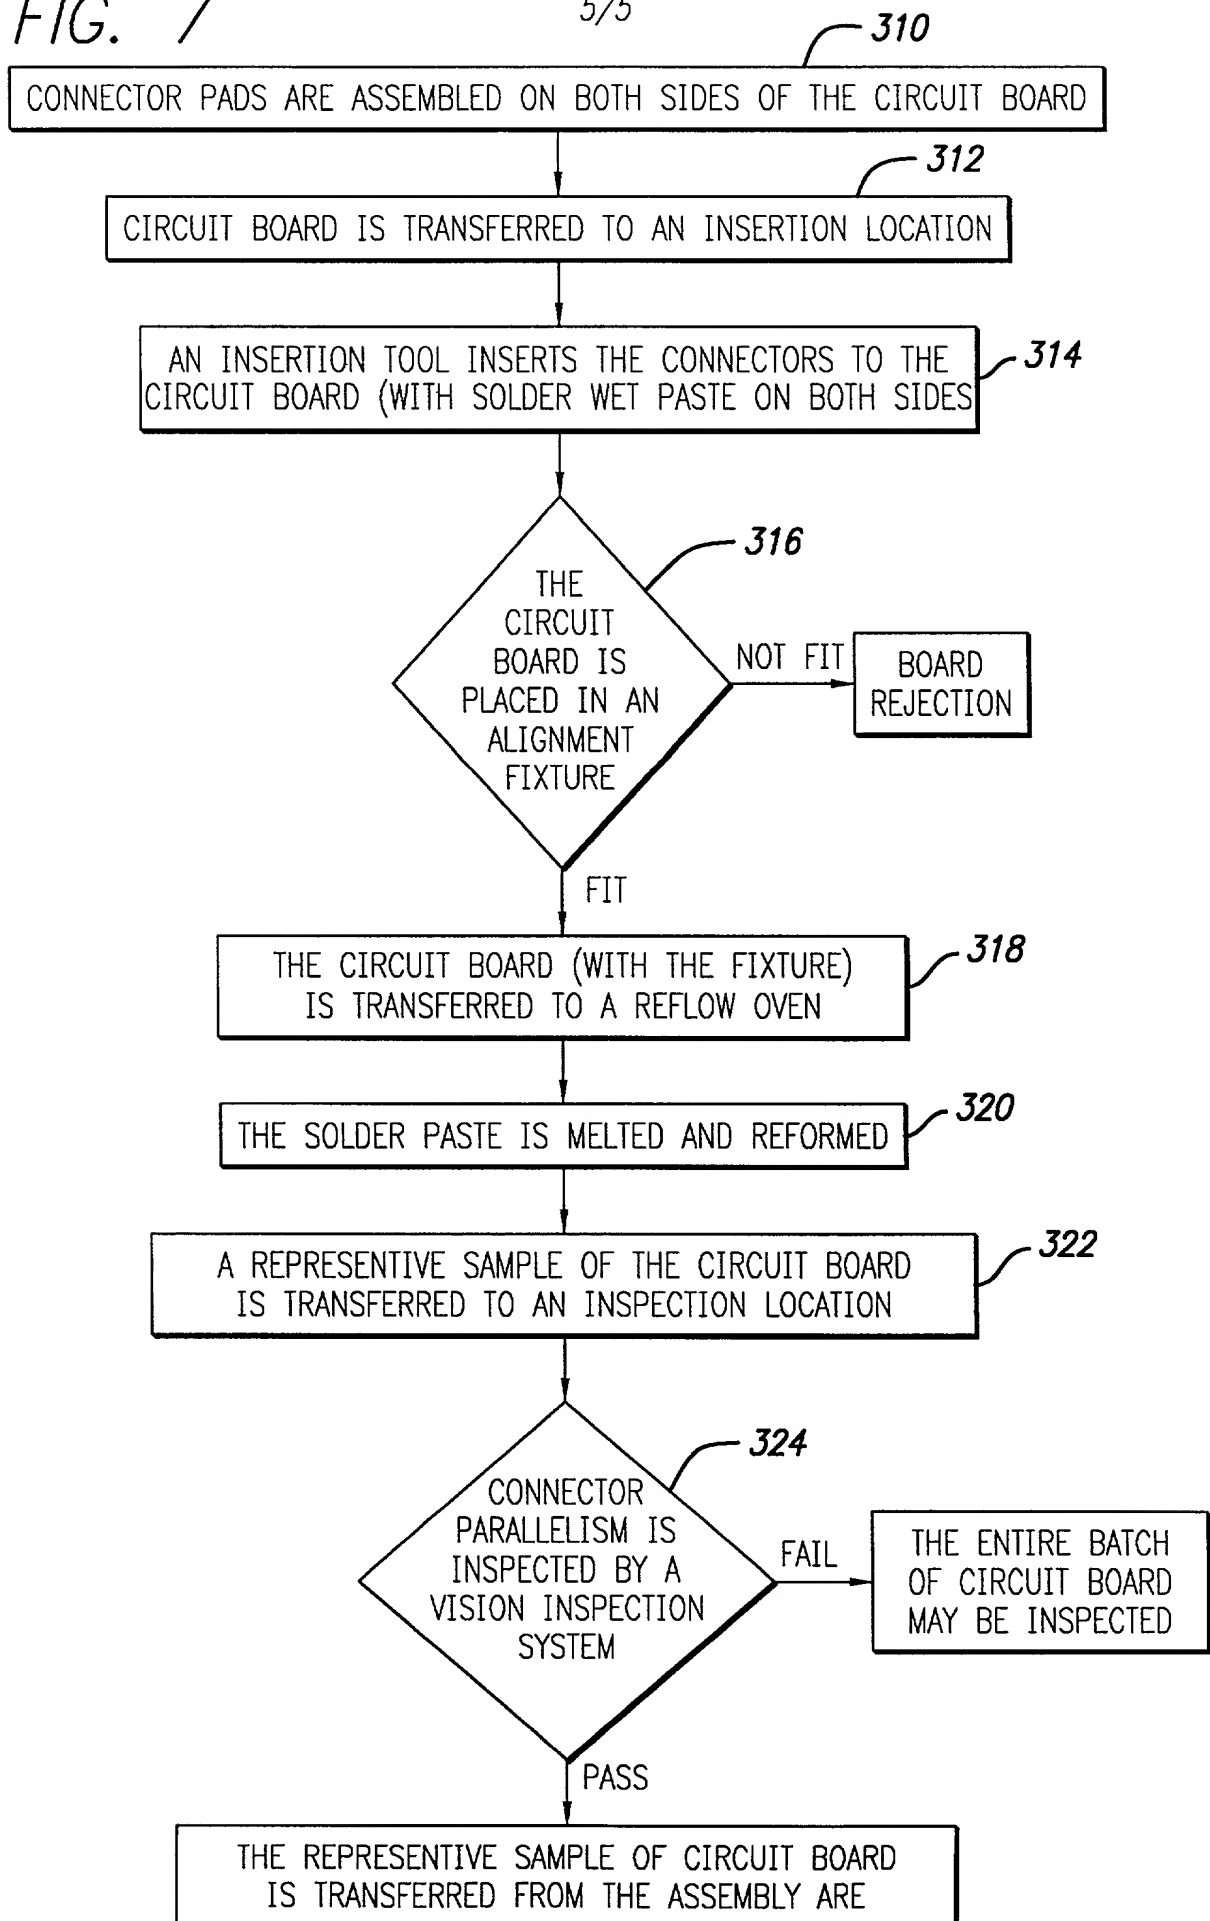 FIG. 7
5/5
310
CONNECTOR PADS ARE ASSEMBLED ON BOTH SIDES OF THE CIRCUIT BOARD
312
CIRCUIT BOARD IS TRANSFERRED TO AN INSERTION LOCATION
314
AN INSERTION TOOL INSERTS THE CONNECTORS TO THE
CIRCUIT BOARD (WITH SOLDER WET PASTE ON BOTH SIDES
316
THE
CIRCUIT
BOARD IS
PLACED IN AN
ALIGNMENT
FIXTURE
NOT FIT
BOARD
REJECTION
FIT
318
THE CIRCUIT BOARD (WITH THE FIXTURE)
IS TRANSFERRED TO A REFLOW OVEN
320
THE SOLDER PASTE IS MELTED AND REFORMED
322
A REPRESENTIVE SAMPLE OF THE CIRCUIT BOARD
IS TRANSFERRED TO AN INSPECTION LOCATION
324
CONNECTOR
PARALLELISM IS
INSPECTED BY A
VISION INSPECTION
SYSTEM
FAIL
THE ENTIRE BATCH
OF CIRCUIT BOARD
MAY BE INSPECTED
PASS
THE REPRESENTIVE SAMPLE OF CIRCUIT BOARD
IS TRANSFERRED FROM THE ASSEMBLY ARE